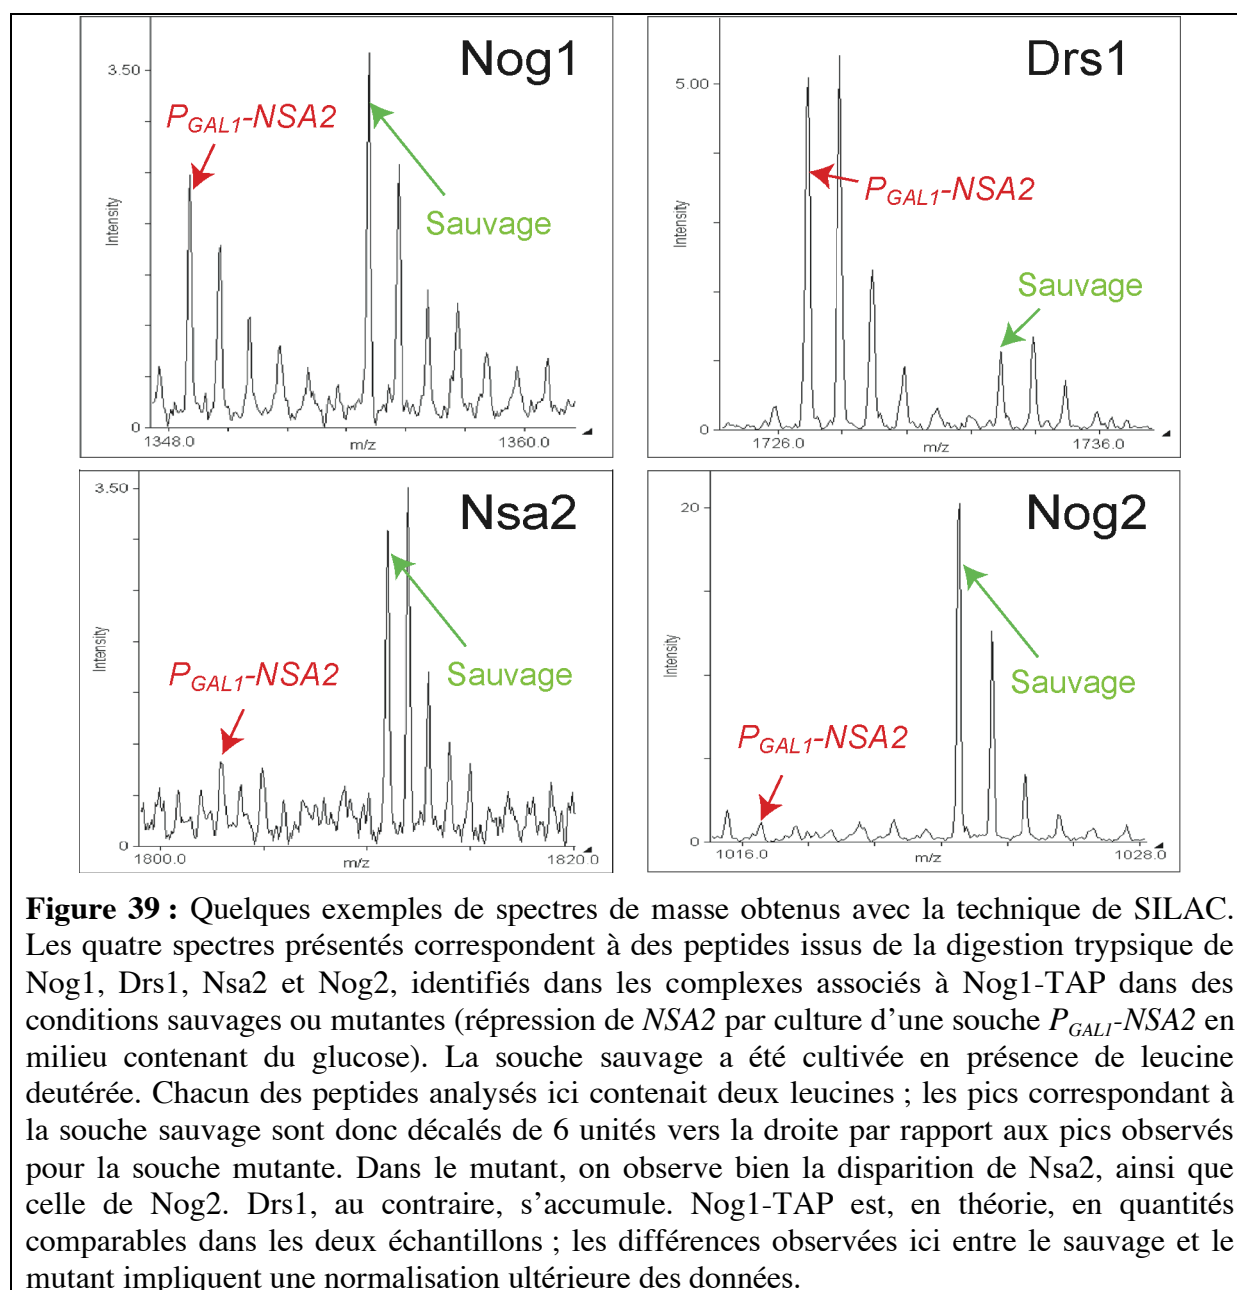 Nog1
3.50
P_GAL1-NSA2
Sauvage
Intensity
0
1348.0
m/z
1360.0
Drs1
5.00
P_GAL1-NSA2
Sauvage
Intensity
0
1726.0
m/z
1736.0
Nsa2
3.50
P_GAL1-NSA2
Sauvage
Intensity
0
1800.0
m/z
1820.0
Nog2
20
Sauvage
P_GAL1-NSA2
Intensity
0
1016.0
m/z
1028.0
Figure 39 : Quelques exemples de spectres de masse obtenus avec la technique de SILAC.
Les quatre spectres présentés correspondent à des peptides issus de la digestion trypsique de
Nog1, Drs1, Nsa2 et Nog2, identifiés dans les complexes associés à Nog1-TAP dans des
conditions sauvages ou mutantes (répression de NSA2 par culture d’une souche P_GAL1-NSA2 en
milieu contenant du glucose). La souche sauvage a été cultivée en présence de leucine
deutérée. Chacun des peptides analysés ici contenait deux leucines ; les pics correspondant à
la souche sauvage sont donc décalés de 6 unités vers la droite par rapport aux pics observés
pour la souche mutante. Dans le mutant, on observe bien la disparition de Nsa2, ainsi que
celle de Nog2. Drs1, au contraire, s’accumule. Nog1-TAP est, en théorie, en quantités
comparables dans les deux échantillons ; les différences observées ici entre le sauvage et le
mutant impliquent une normalisation ultérieure des données.